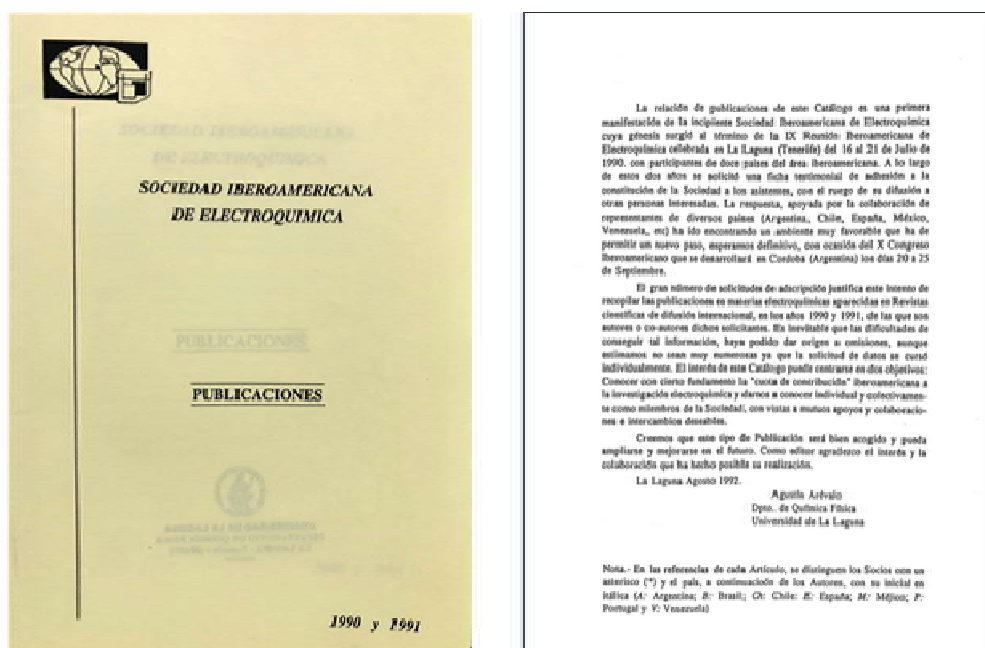 SOCIEDAD IBEROAMERICANA
DE ELECTROQUIMICA
PUBLICACIONES
1990 y 1991
La relación de publicaciones de este Catálogo es una primera
manifestación de la incipiente Sociedad Iberoamericana de Electroquímica
cuya génesis surgió al término de la IX Reunión Iberoamericana de
Electroquímica celebrada en La Laguna (Tenerife) del 16 al 21 de Julio de
1990, con participantes de doce países del área iberoamericana. A lo largo
de estos dos años se solicitó una ficha testimonial de adhesión a la
constitución de la Sociedad a los asistentes, con el ruego de su difusión a
otras personas interesadas. La respuesta, apoyada por la colaboración de
representantes de diversos países (Argentina, Chile, España, México,
Venezuela, etc) ha ido encontrando un ambiente muy favorable que ha de
permitir un nuevo paso, esperamos definitivo, con ocasión del X Congreso
Iberoamericano que se desarrollará en Cordoba (Argentina) los días 20 a 25
de Septiembre.
El gran número de solicitudes de adscripción justifica este intento de
recopilar las publicaciones en materias electroquímicas aparecidas en Revistas
científicas de difusión internacional, en los años 1990 y 1991, de las que son
autores o co-autores dichos solicitantes. Es inevitable que las dificultades de
conseguir tal información, haya podido dar origen a omisiones, aunque
estimamos no sean muy numerosas ya que la solicitud de datos se cursó
individualmente. El interés de este Catálogo puede centrarse en dos objetivos:
Conocer con cierto fundamento la "cuota de contribución" iberoamericana a
la investigación electroquímica y darnos a conocer individual y colectivamen-
te como miembros de la Sociedad, con vistas a mutuos apoyos y colaboracio-
nes e intercambios deseables.
Creemos que este tipo de Publicación será bien acogido y pueda
ampliarse y mejorarse en el futuro. Como editor agradezco el interés y la
colaboración que ha hecho posible su realización.
La Laguna Agosto 1992.
Agustín Arévalo
Dpto. de Química Física
Universidad de La Laguna
Nota.- En las referencias de cada Artículo, se distinguen los Socios con un
asterisco (*) y el país, a continuación de los Autores, con su inicial en
itálica (A: Argentina; B: Brasil; Ch: Chile: E: España; M: Méjico; P:
Portugal y V: Venezuela)